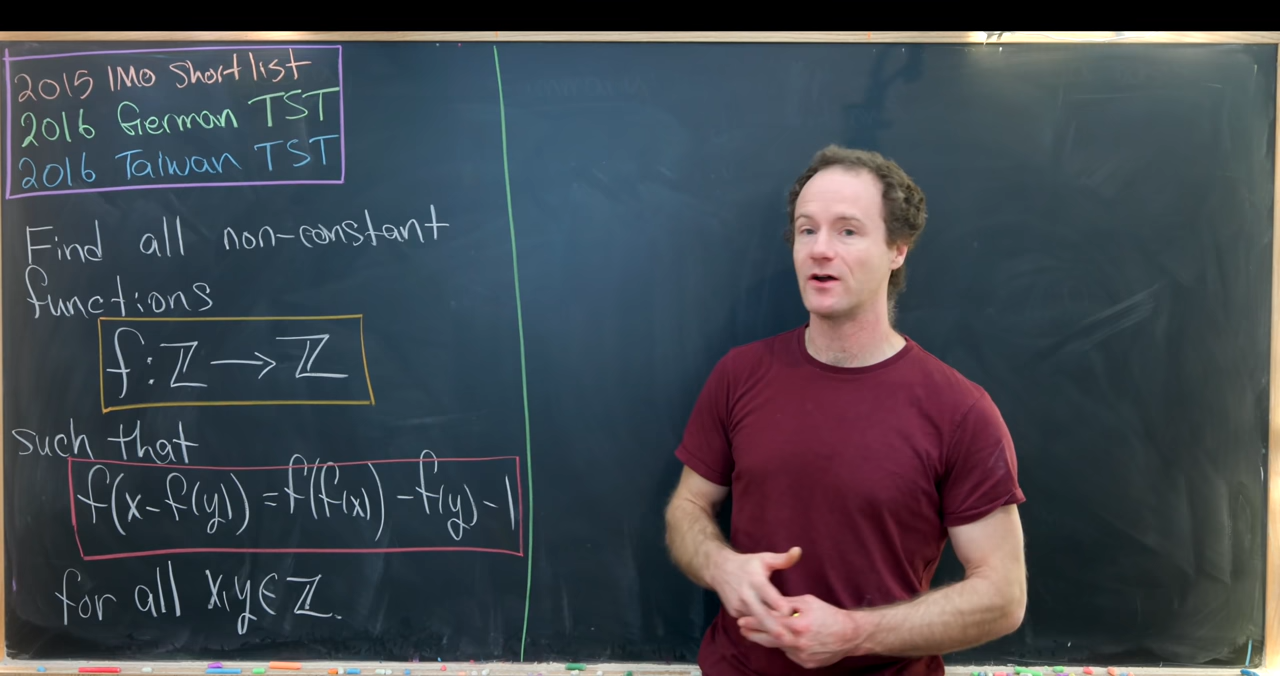 2015 IMO Shortlist
2016 German TST
2016 Taiwan TST
Find all non-constant
functions
f: ℤ → ℤ
such that
f(x-f(y)) = f(f(x)) - f(y) - 1
for all x,y ∈ ℤ.